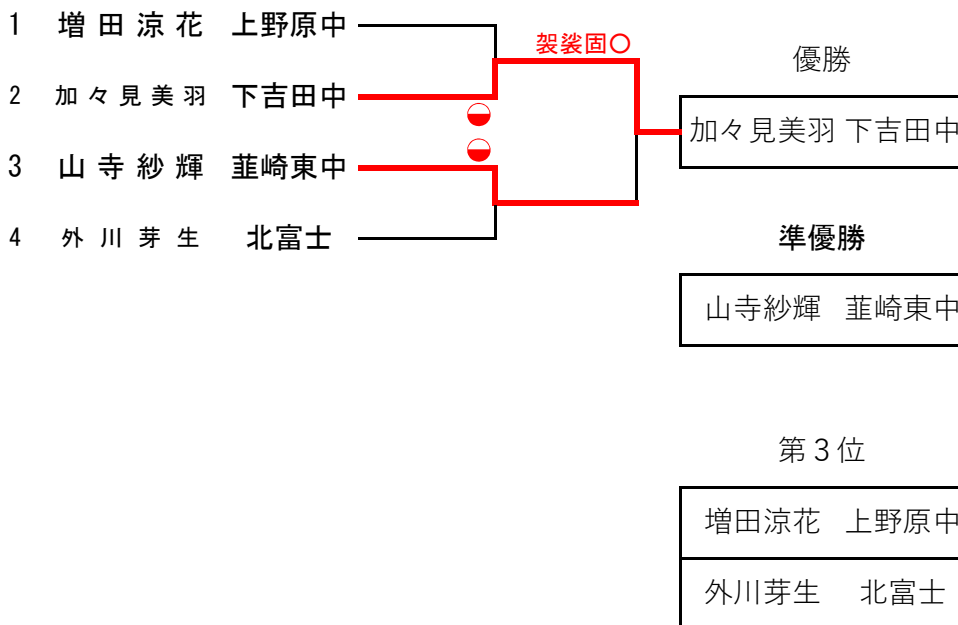 1 増田涼花 上野原中
袈裟固〇
優勝
2 加々見美羽 下吉田中
加々見美羽 下吉田中
3 山寺紗輝 韮崎東中
4 外川芽生 北富士
準優勝
山寺紗輝 韮崎東中
第３位
増田涼花 上野原中
外川芽生 北富士